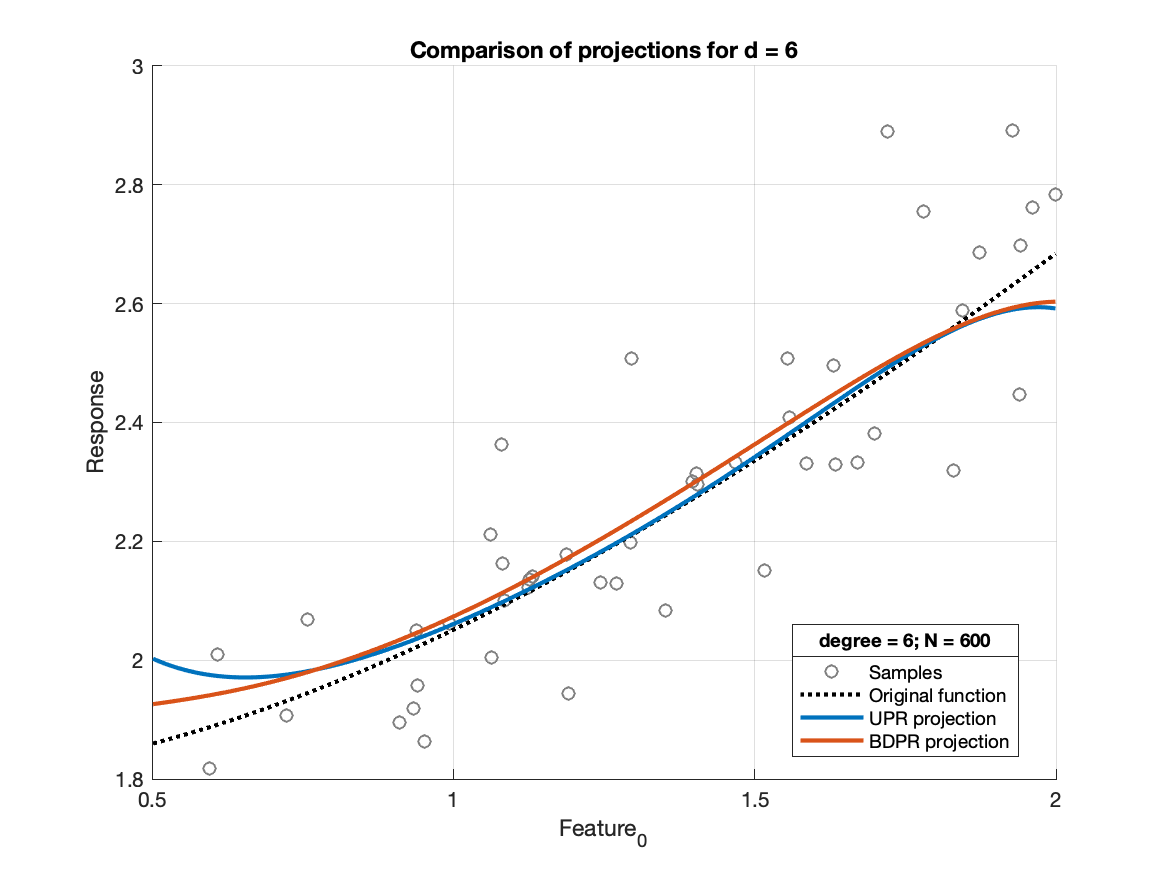 Comparison of projections for d = 6
3
2.8
2.6
2.4
2.2
2
1.8
Response
0.5
1
1.5
2
Feature0
degree = 6; N = 600
Samples
Original function
UPR projection
BDPR projection